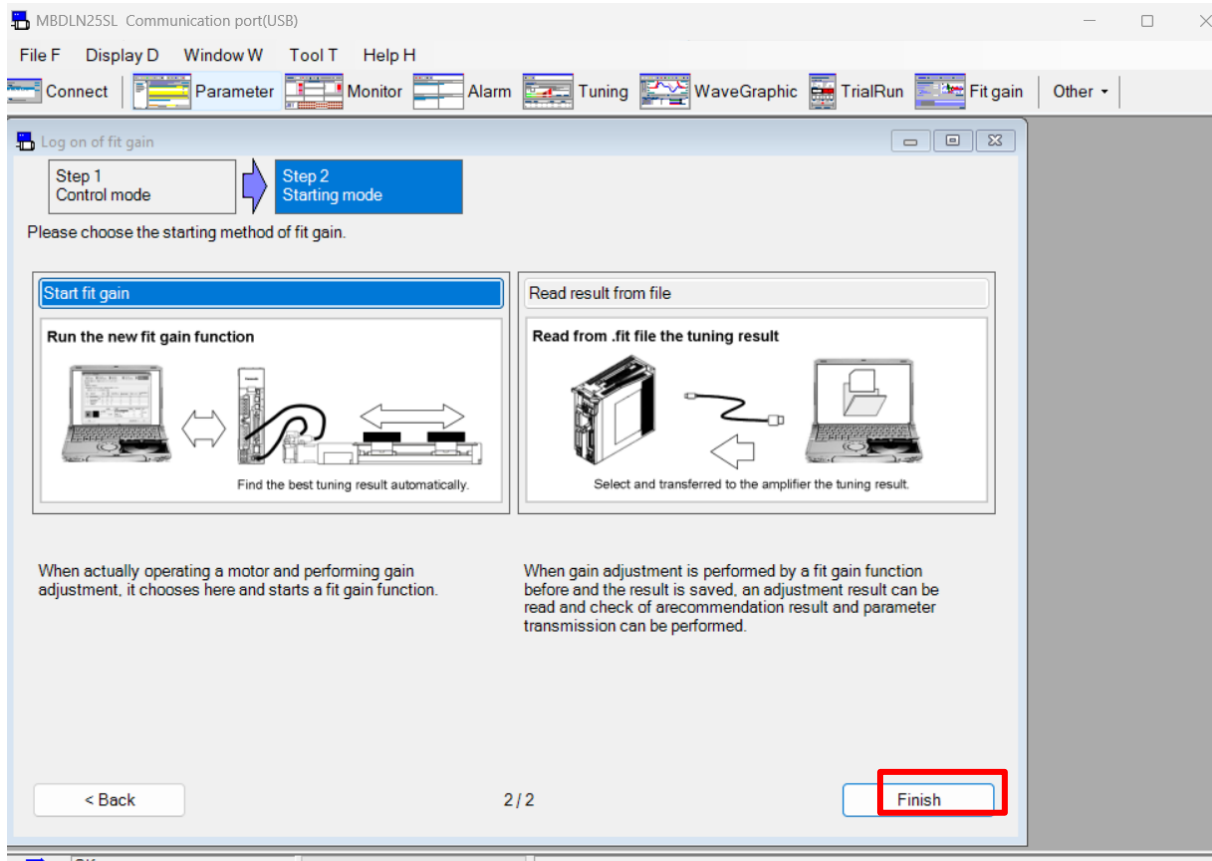 MBDLN25SL Communication port(USB)
File F Display D Window W Tool T Help H
Connect Parameter Monitor Alarm Tuning WaveGraphic TrialRun Fit gain Other
Log on of fit gain
Step 1
Control mode
Step 2
Starting mode
Please choose the starting method of fit gain.
Start fit gain
Run the new fit gain function
Find the best tuning result automatically.
When actually operating a motor and performing gain
adjustment, it chooses here and starts a fit gain function.
Read result from file
Read from .fit file the tuning result
Select and transferred to the amplifier the tuning result.
When gain adjustment is performed by a fit gain function
before and the result is saved, an adjustment result can be
read and check of arecommendation result and parameter
transmission can be performed.
< Back
2 / 2
Finish